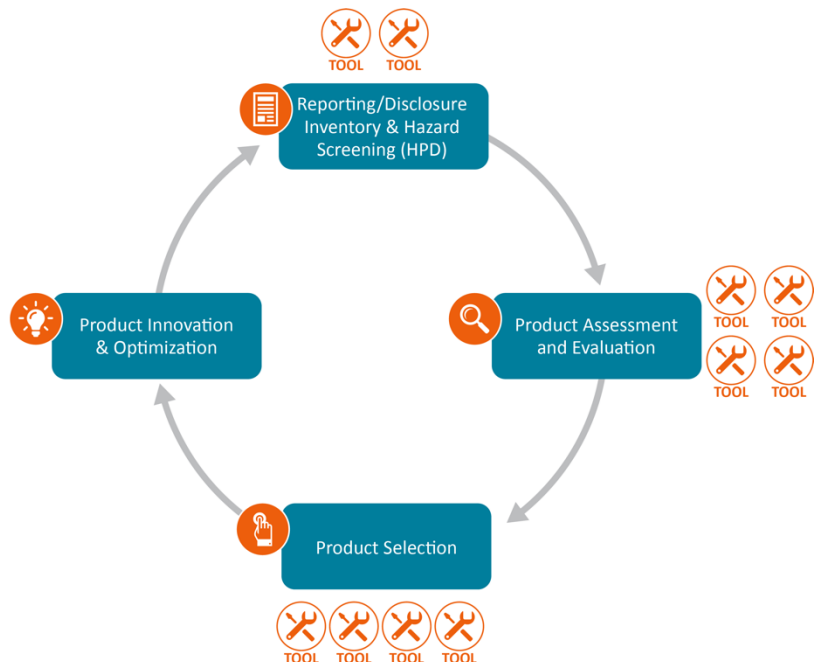 TOOL TOOL
Reporting/Disclosure
Inventory & Hazard
Screening (HPD)
Product Innovation
& Optimization
Product Assessment
and Evaluation
TOOL TOOL
TOOL TOOL
Product Selection
TOOL TOOL TOOL TOOL